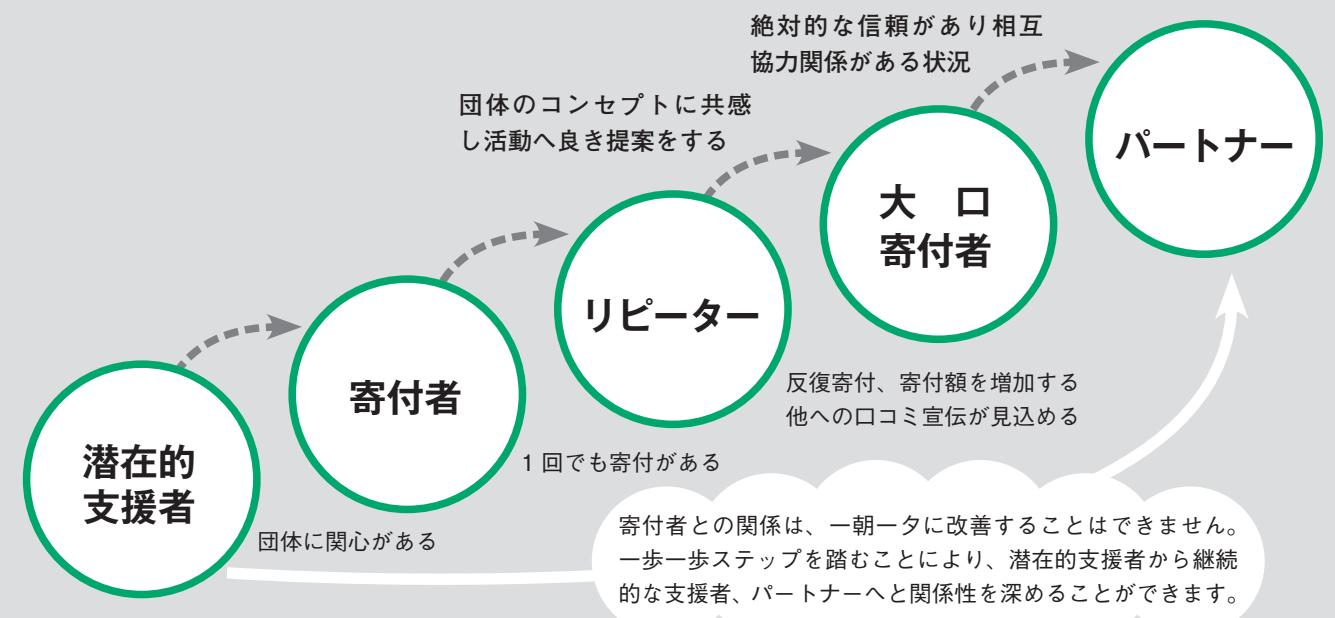 絶対的な信頼があり相互
協力関係がある状況
パートナー
団体のコンセプトに共感
し活動へ良き提案をする
大 口
寄付者
リピーター
反復寄付、寄付額を増加する
他への口コミ宣伝が見込める
寄付者
1 回でも寄付がある
潜在的
支援者
団体に関心がある
寄付者との関係は、一朝一夕に改善することはできません。
一歩一歩ステップを踏むことにより、潜在的支援者から継続
的な支援者、パートナーへと関係性を深めることができます。